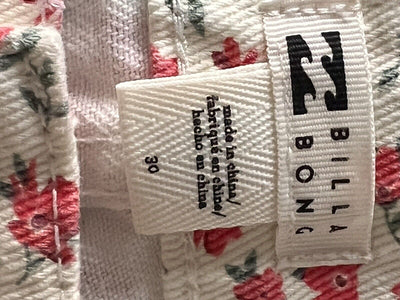 BILLA
BONG
made in china/
fabriqué en chine/
hecho en china
30